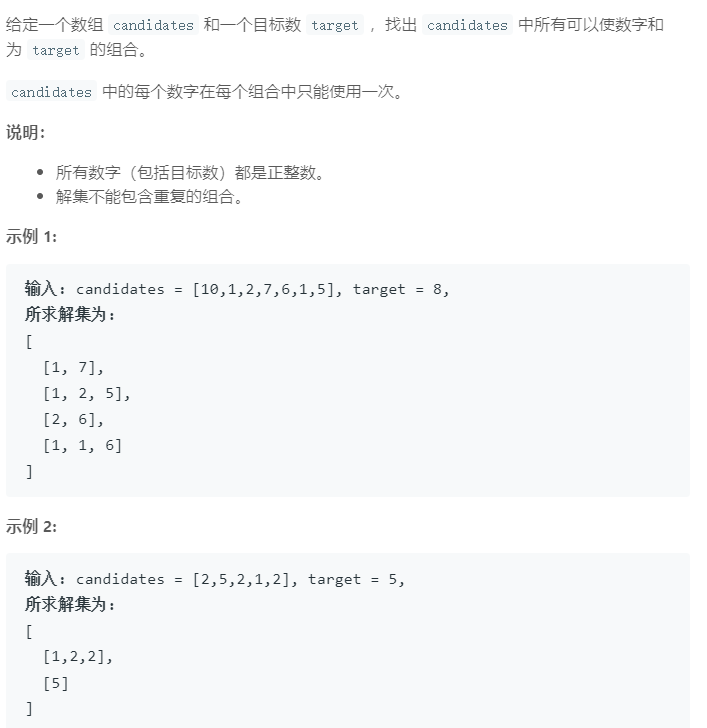 给定一个数组 candidates 和一个目标数 target ，找出 candidates 中所有可以使数字和
为 target 的组合。
candidates 中的每个数字在每个组合中只能使用一次。
说明：
• 所有数字（包括目标数）都是正整数。
• 解集不能包含重复的组合。
示例 1:
输入: candidates = [10,1,2,7,6,1,5], target = 8,
所求解集为:
[
[1, 7],
[1, 2, 5],
[2, 6],
[1, 1, 6]
]
示例 2:
输入: candidates = [2,5,2,1,2], target = 5,
所求解集为:
[
[1,2,2],
[5]
]